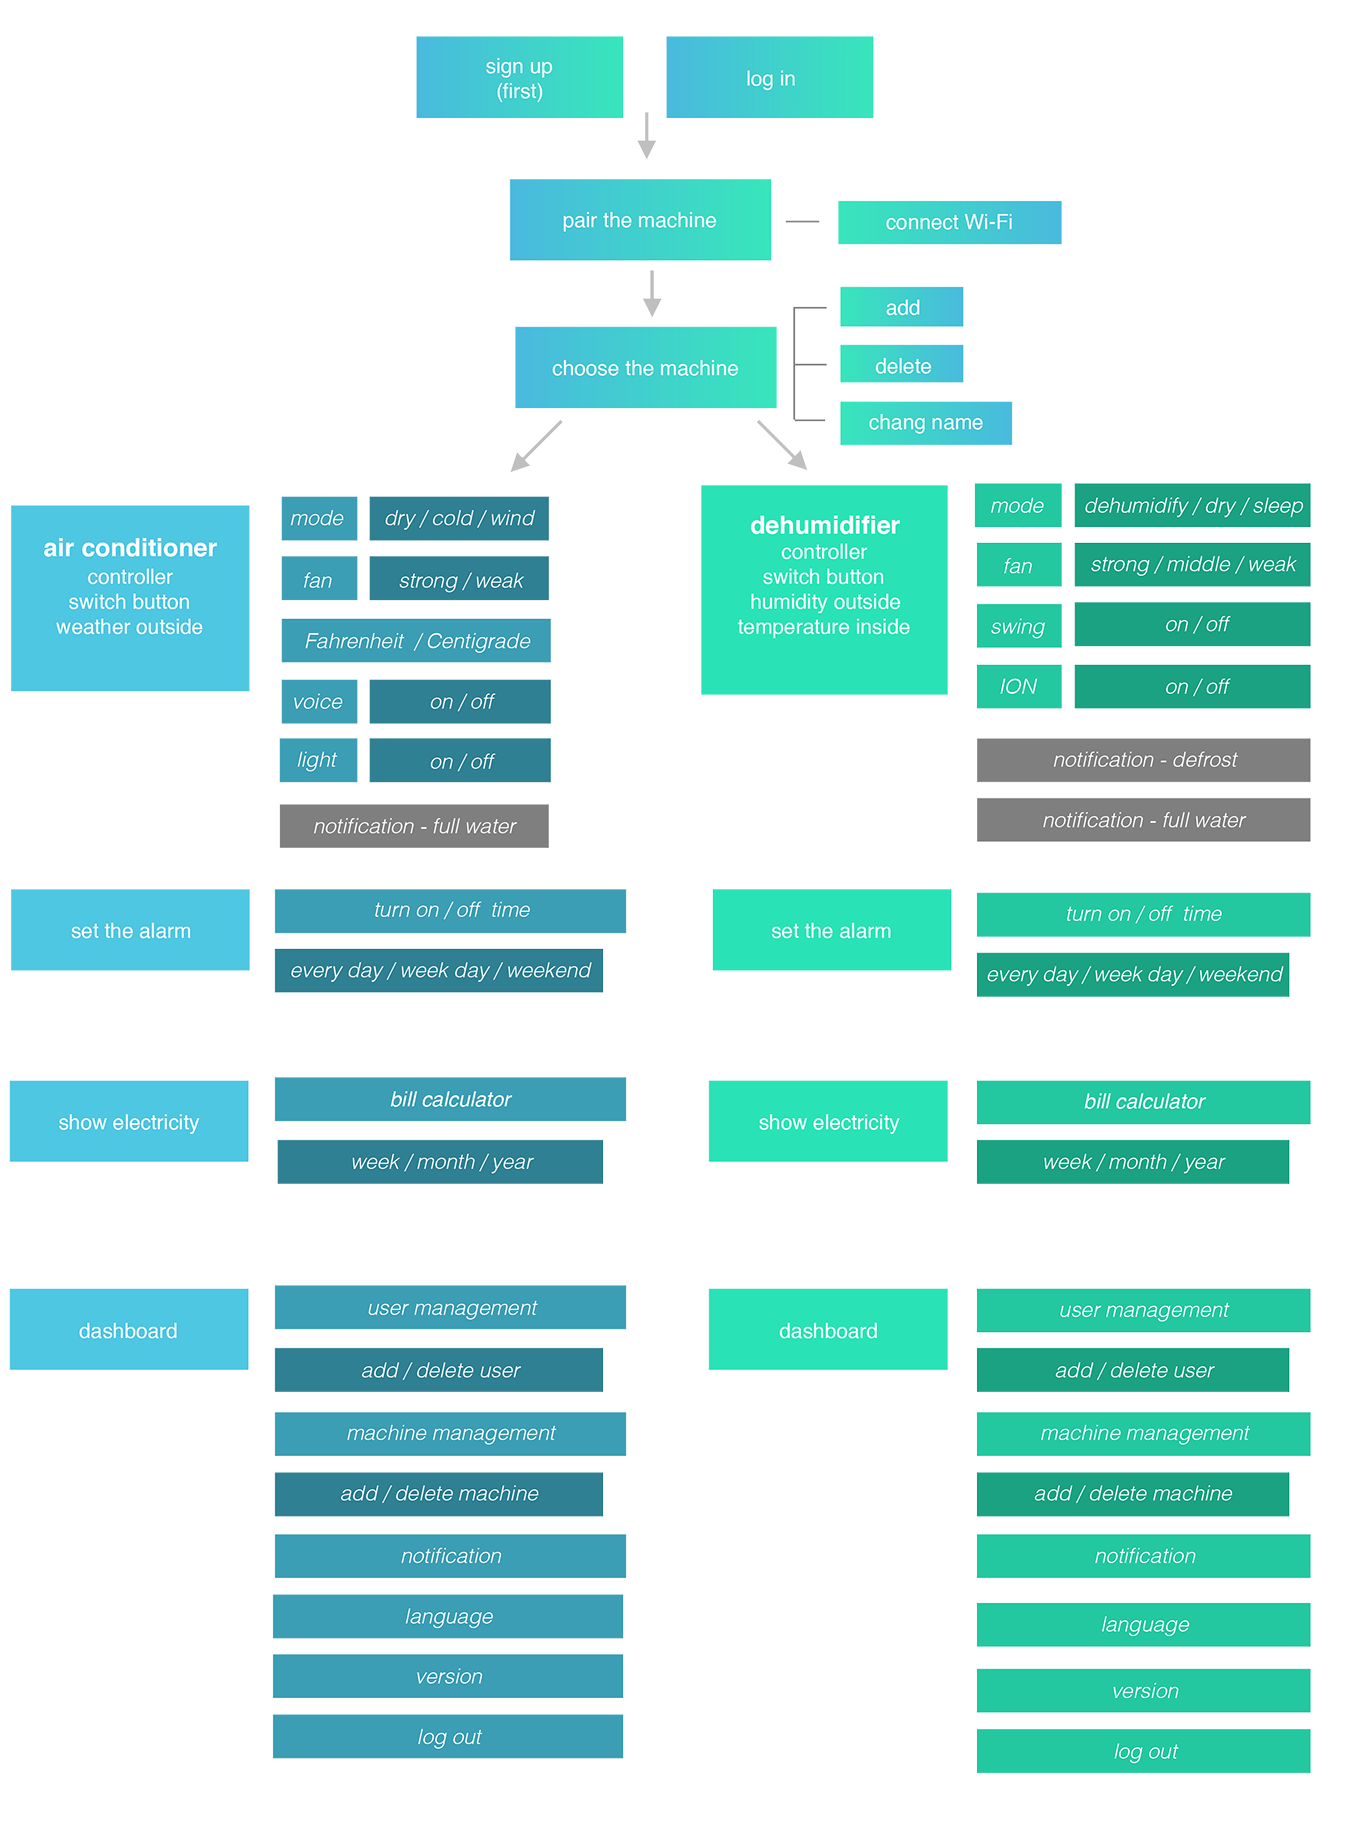 sign up
(first)
log in
pair the machine
connect Wi-Fi
choose the machine
add
delete
chang name
air conditioner
controller
switch button
weather outside
mode
dry / cold / wind
fan
strong / weak
Fahrenheit / Centigrade
voice
on / off
light
on / off
notification - full water
dehumidifier
controller
switch button
humidity outside
temperature inside
mode
dehumidify / dry / sleep
fan
strong / middle / weak
swing
on / off
ION
on / off
notification - defrost
notification - full water
set the alarm
turn on / off time
every day / week day / weekend
set the alarm
turn on / off time
every day / week day / weekend
show electricity
bill calculator
week / month / year
show electricity
bill calculator
week / month / year
dashboard
user management
add / delete user
machine management
add / delete machine
notification
language
version
log out
dashboard
user management
add / delete user
machine management
add / delete machine
notification
language
version
log out